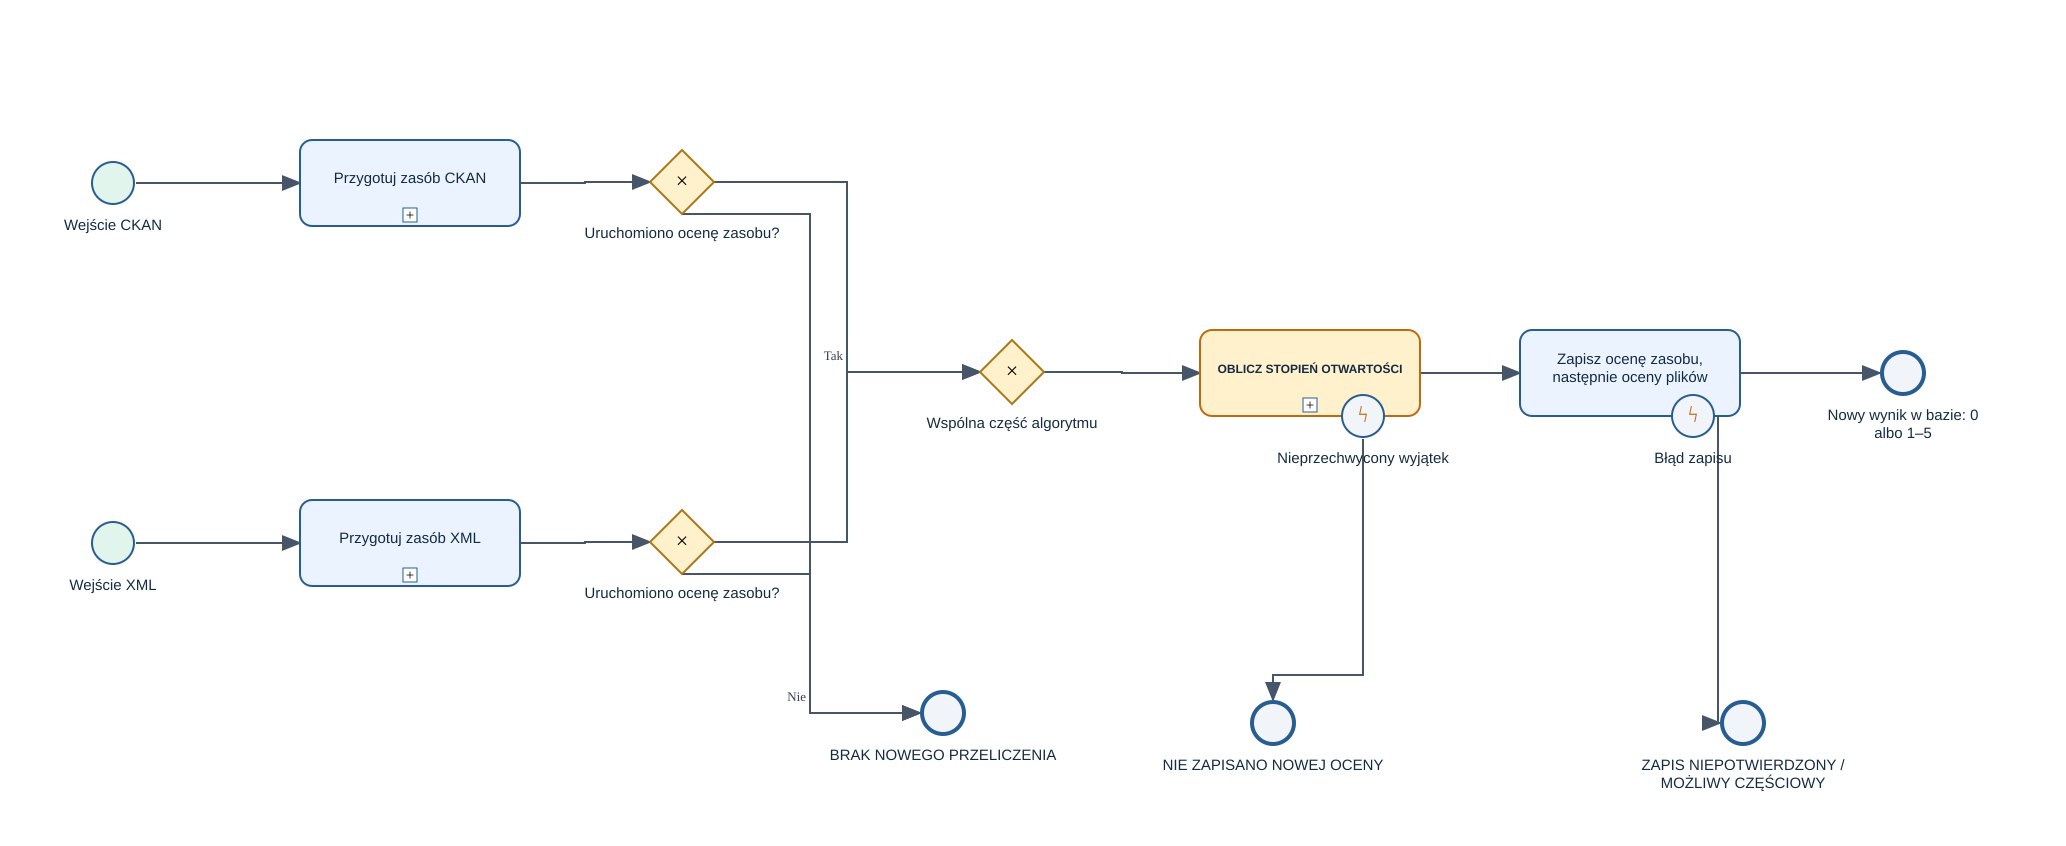 Przygotuj zasób CKAN
Wejście CKAN
Uruchomiono ocenę zasobu?
Tak
Wspólna część algorytmu
OBLICZ STOPIEŃ OTWARTOŚCI
Nieprzechwycony wyjątek
Zapisz ocenę zasobu,
następnie oceny plików
Błąd zapisu
Nowy wynik w bazie: 0
albo 1–5
Przygotuj zasób XML
Wejście XML
Uruchomiono ocenę zasobu?
Nie
BRAK NOWEGO PRZELICZENIA
NIE ZAPISANO NOWEJ OCENY
ZAPIS NIEPOTWIERDZONY /
MOŻLIWY CZĘŚCIOWY